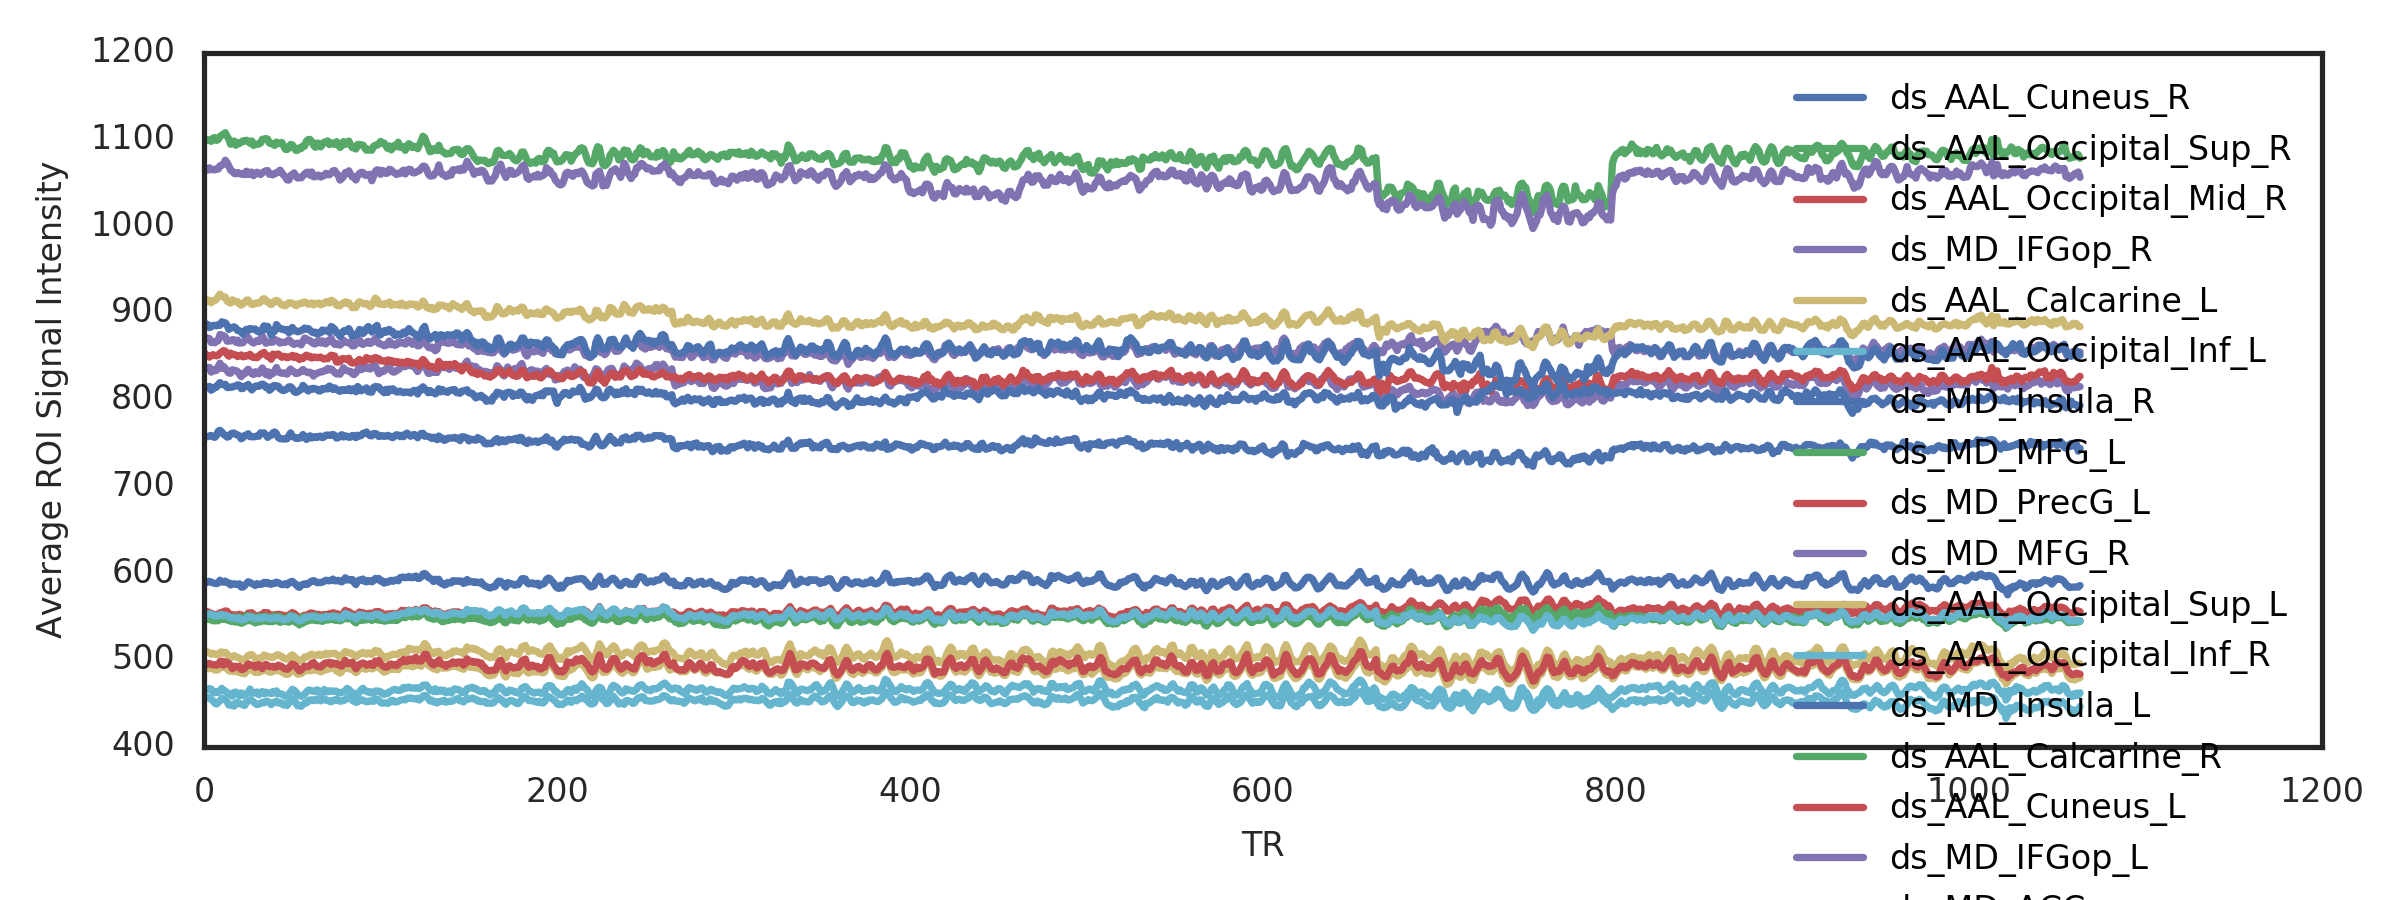 1200
1100
1000
900
800
700
600
500
400
Average ROI Signal Intensity
0
200
400
600
800
1000
1200
TR
ds_AAL_Cuneus_R
ds_AAL_Occipital_Sup_R
ds_AAL_Occipital_Mid_R
ds_MD_IFGop_R
ds_AAL_Calcarine_L
ds_AAL_Occipital_Inf_L
ds_MD_Insula_R
ds_MD_MFG_L
ds_MD_PrecG_L
ds_MD_MFG_R
ds_AAL_Occipital_Sup_L
ds_AAL_Occipital_Inf_R
ds_MD_Insula_L
ds_AAL_Calcarine_R
ds_AAL_Cuneus_L
ds_MD_IFGop_L